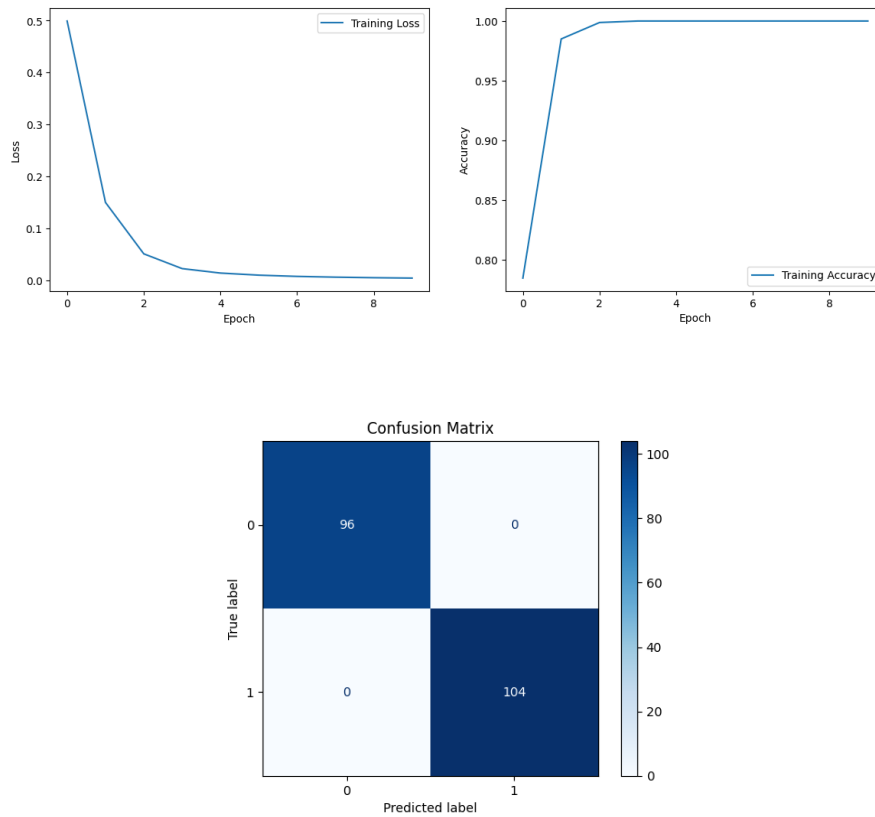 0.5
0.4
0.3
0.2
0.1
0.0
Loss
0 2 4 6 8
Epoch
Training Loss
1.00
0.95
0.90
0.85
0.80
Accuracy
0 2 4 6 8
Epoch
Training Accuracy
Confusion Matrix
True label
0
1
96 0
0 104
0 1
Predicted label
100
80
60
40
20
0